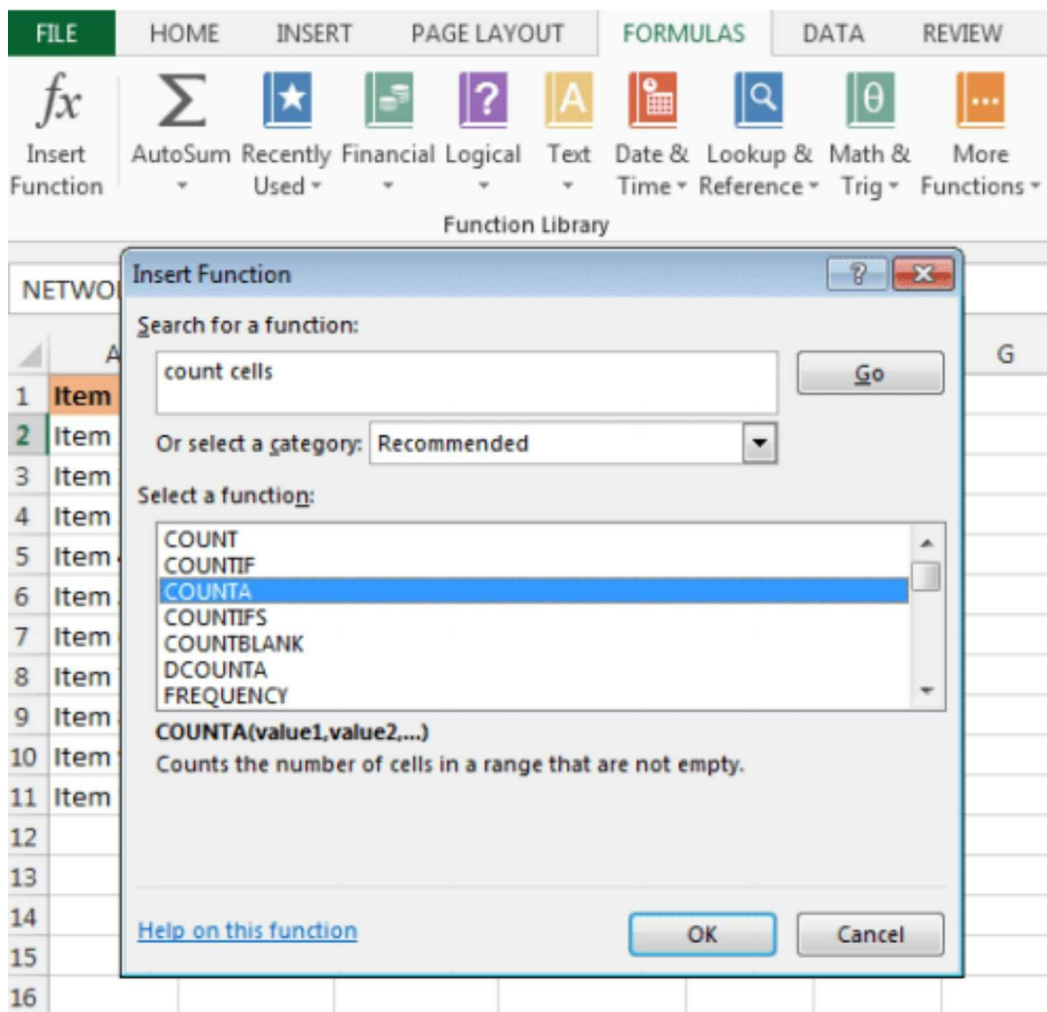 FILE HOME INSERT PAGE LAYOUT FORMULAS DATA REVIEW
fx Σ ? A θ ...
Insert AutoSum Recently Financial Logical Text Date & Lookup & Math & More
Function Used Time Reference Trig Functions
Function Library
Insert Function ?
Search for a function:
count cells
Go
Or select a category: Recommended
Select a function:
COUNT
COUNTIF
COUNTA
COUNTIFS
COUNTBLANK
DCOUNTA
FREQUENCY
COUNTA(value1,value2,...)
Counts the number of cells in a range that are not empty.
Help on this function OK Cancel
G
1 Item
2 Item
3 Item
4 Item
5 Item
6 Item
7 Item
8 Item
9 Item
10 Item
11 Item
12
13
14
15
16